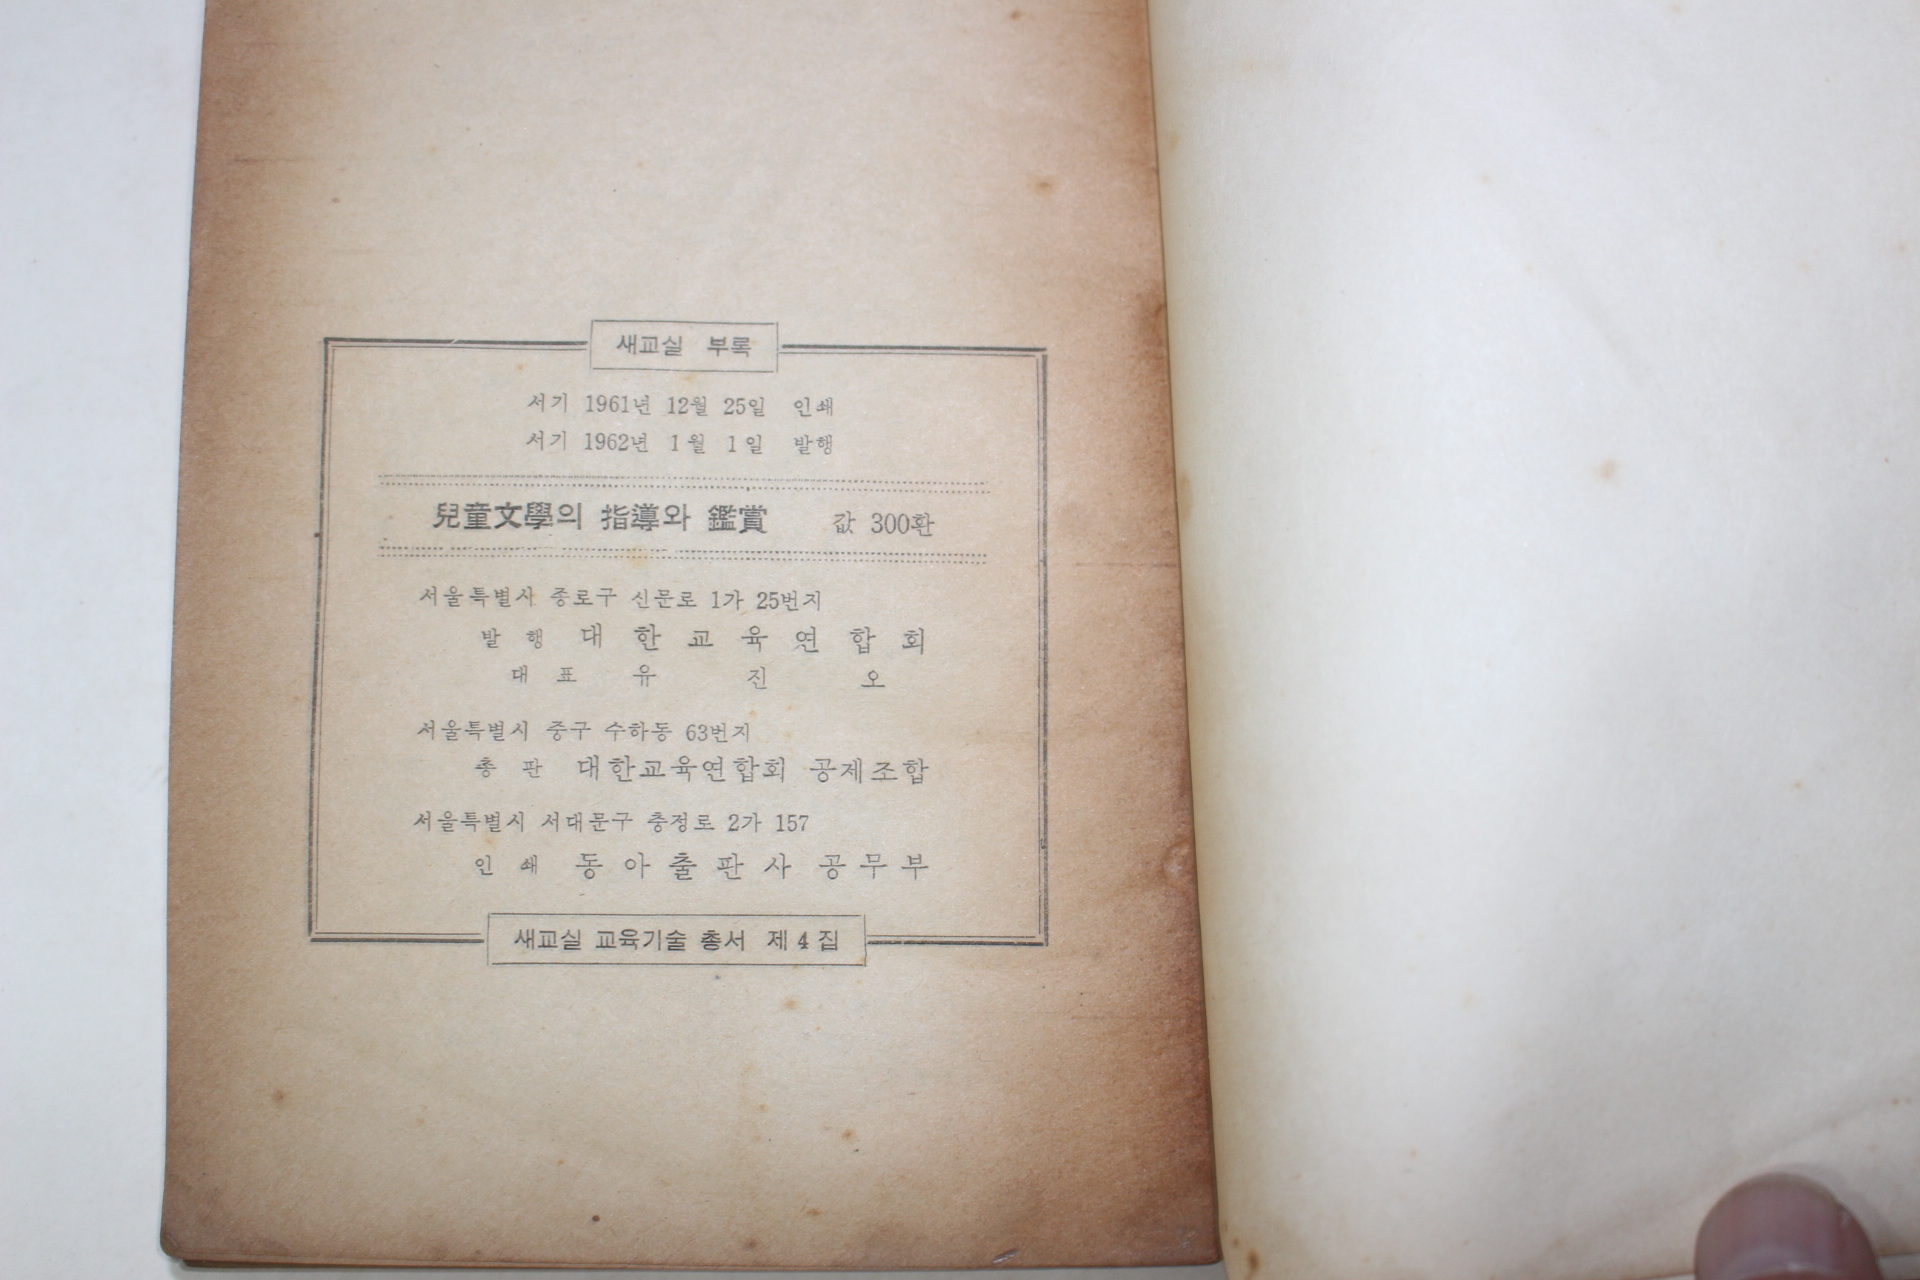 새교실 부록
서기 1961년 12월 25일 인쇄
서기 1962년 1월 1일 발행
兒童文學의 指導와 鑑賞 값 300환
서울특별시 종로구 신문로 1가 25번지
발행 대한교육연합회
대표 유진오
서울특별시 중구 수하동 63번지
총판 대한교육연합회 공제조합
서울특별시 서대문구 충정로 2가 157
인쇄 동아출판사 공무부
새교실 교육기술 총서 제4집